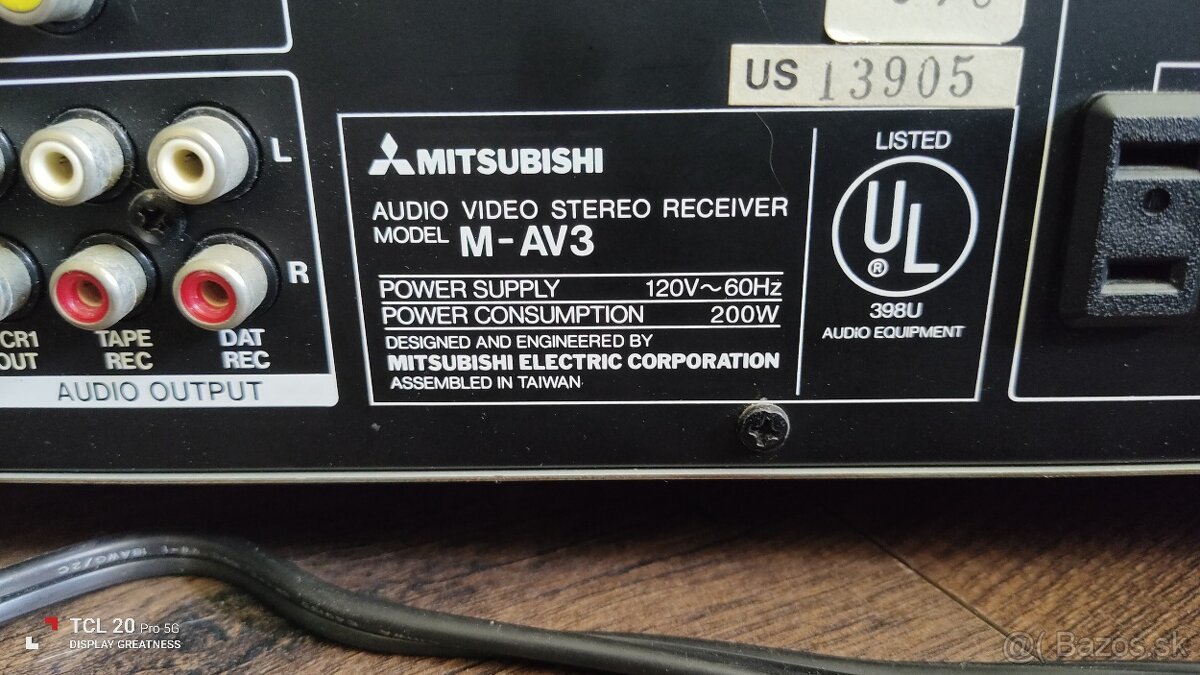 US 13905
MITSUBISHI
AUDIO VIDEO STEREO RECEIVER
MODEL M-AV3
POWER SUPPLY 120V~60Hz
POWER CONSUMPTION 200W
DESIGNED AND ENGINEERED BY
MITSUBISHI ELECTRIC CORPORATION
ASSEMBLED IN TAIWAN
LISTED
UL
®
398U
AUDIO EQUIPMENT
L
R
CR1
OUT
TAPE
REC
DAT
REC
AUDIO OUTPUT
18AWG/2C
TCL 20 Pro 5G
DISPLAY GREATNESS
Bazos.sk